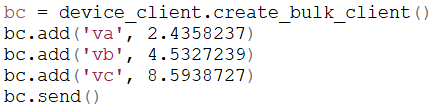 bc = device_client.create_bulk_client()
bc.add('va', 2.4358237)
bc.add('vb', 4.5327239)
bc.add('vc', 8.5938727)
bc.send()